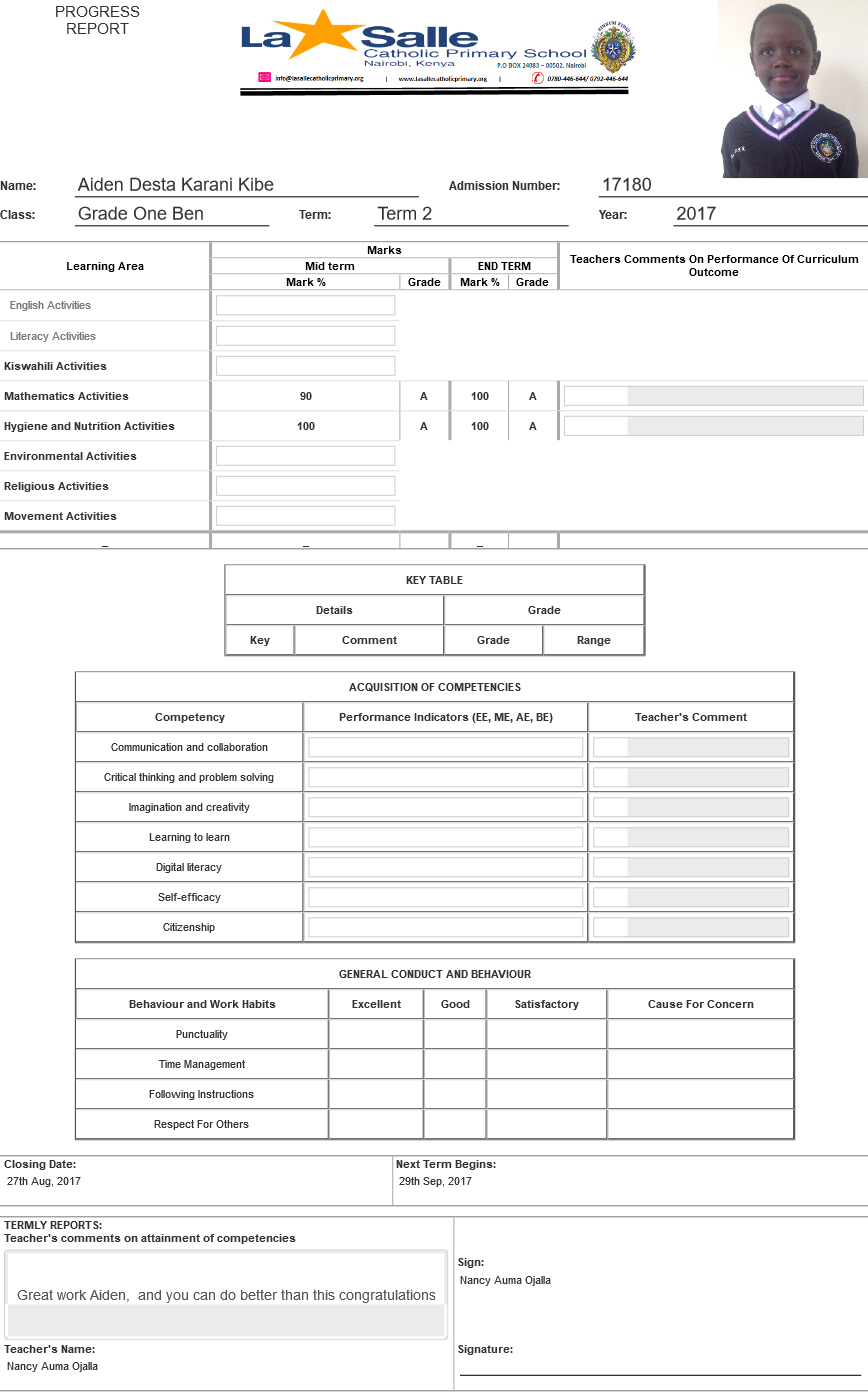 PROGRESS
REPORT
La Salle
Catholic Primary School
Nairobi, Kenya
P.O BOX 24083 – 00502, Nairobi
info@lasallecatholicprimary.org | www.lasallecatholicprimary.org | 0780-446-644/ 0792-446-644
Name: Aiden Desta Karani Kibe Admission Number: 17180
Class: Grade One Ben Term: Term 2 Year: 2017
Learning Area Marks Teachers Comments On Performance Of Curriculum Outcome
Mid term END TERM
Mark % Grade Mark % Grade
English Activities
Literacy Activities
Kiswahili Activities
Mathematics Activities 90 A 100 A
Hygiene and Nutrition Activities 100 A 100 A
Environmental Activities
Religious Activities
Movement Activities
– – –
KEY TABLE
Details Grade
Key Comment Grade Range
ACQUISITION OF COMPETENCIES
Competency Performance Indicators (EE, ME, AE, BE) Teacher's Comment
Communication and collaboration
Critical thinking and problem solving
Imagination and creativity
Learning to learn
Digital literacy
Self-efficacy
Citizenship
GENERAL CONDUCT AND BEHAVIOUR
Behaviour and Work Habits Excellent Good Satisfactory Cause For Concern
Punctuality
Time Management
Following Instructions
Respect For Others
Closing Date: Next Term Begins:
27th Aug, 2017 29th Sep, 2017
TERMLY REPORTS:
Teacher's comments on attainment of competencies
Great work Aiden, and you can do better than this congratulations
Sign:
Nancy Auma Ojalla
Teacher's Name: Signature:
Nancy Auma Ojalla